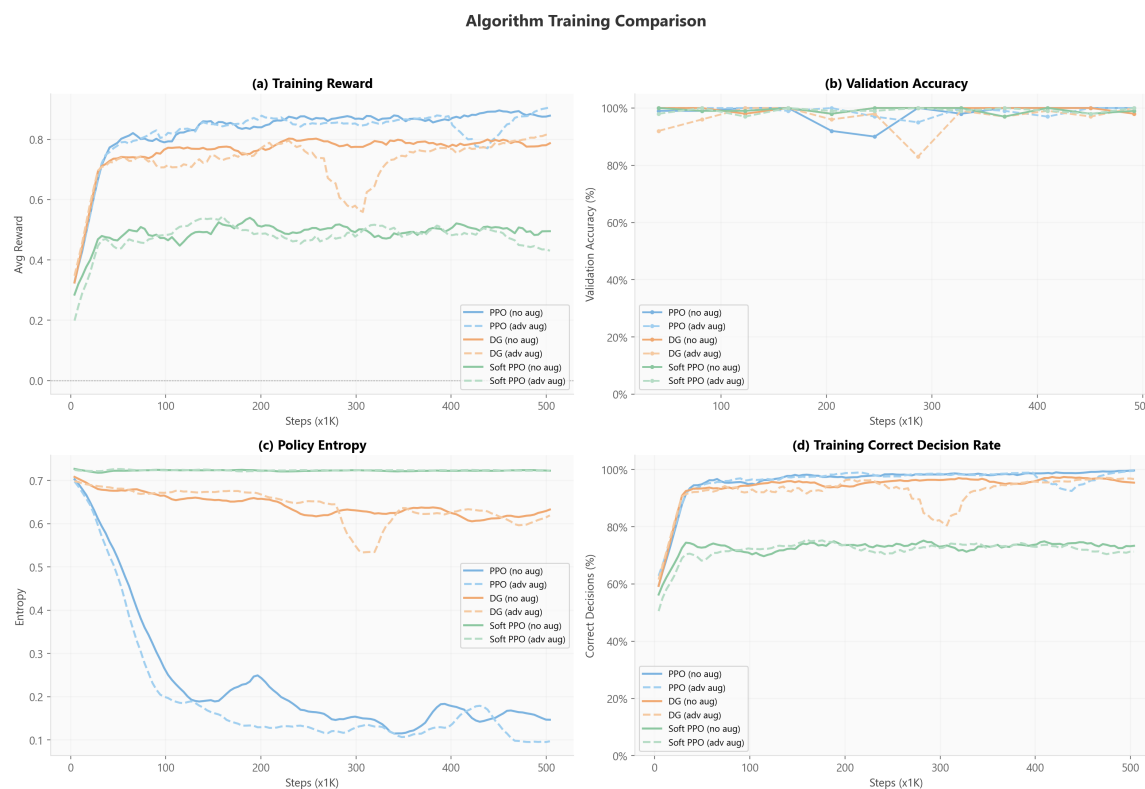 Algorithm Training Comparison
(a) Training Reward
Avg Reward
0.8
0.6
0.4
0.2
0.0
0 100 200 300 400 500
Steps (x1K)
PPO (no aug)
PPO (adv aug)
DG (no aug)
DG (adv aug)
Soft PPO (no aug)
Soft PPO (adv aug)
(b) Validation Accuracy
Validation Accuracy (%)
100%
80%
60%
40%
20%
0%
100 200 300 400 50
Steps (x1K)
PPO (no aug)
PPO (adv aug)
DG (no aug)
DG (adv aug)
Soft PPO (no aug)
Soft PPO (adv aug)
(c) Policy Entropy
Entropy
0.7
0.6
0.5
0.4
0.3
0.2
0.1
0 100 200 300 400 500
Steps (x1K)
PPO (no aug)
PPO (adv aug)
DG (no aug)
DG (adv aug)
Soft PPO (no aug)
Soft PPO (adv aug)
(d) Training Correct Decision Rate
Correct Decisions (%)
100%
80%
60%
40%
20%
0%
0 100 200 300 400 500
Steps (x1K)
PPO (no aug)
PPO (adv aug)
DG (no aug)
DG (adv aug)
Soft PPO (no aug)
Soft PPO (adv aug)